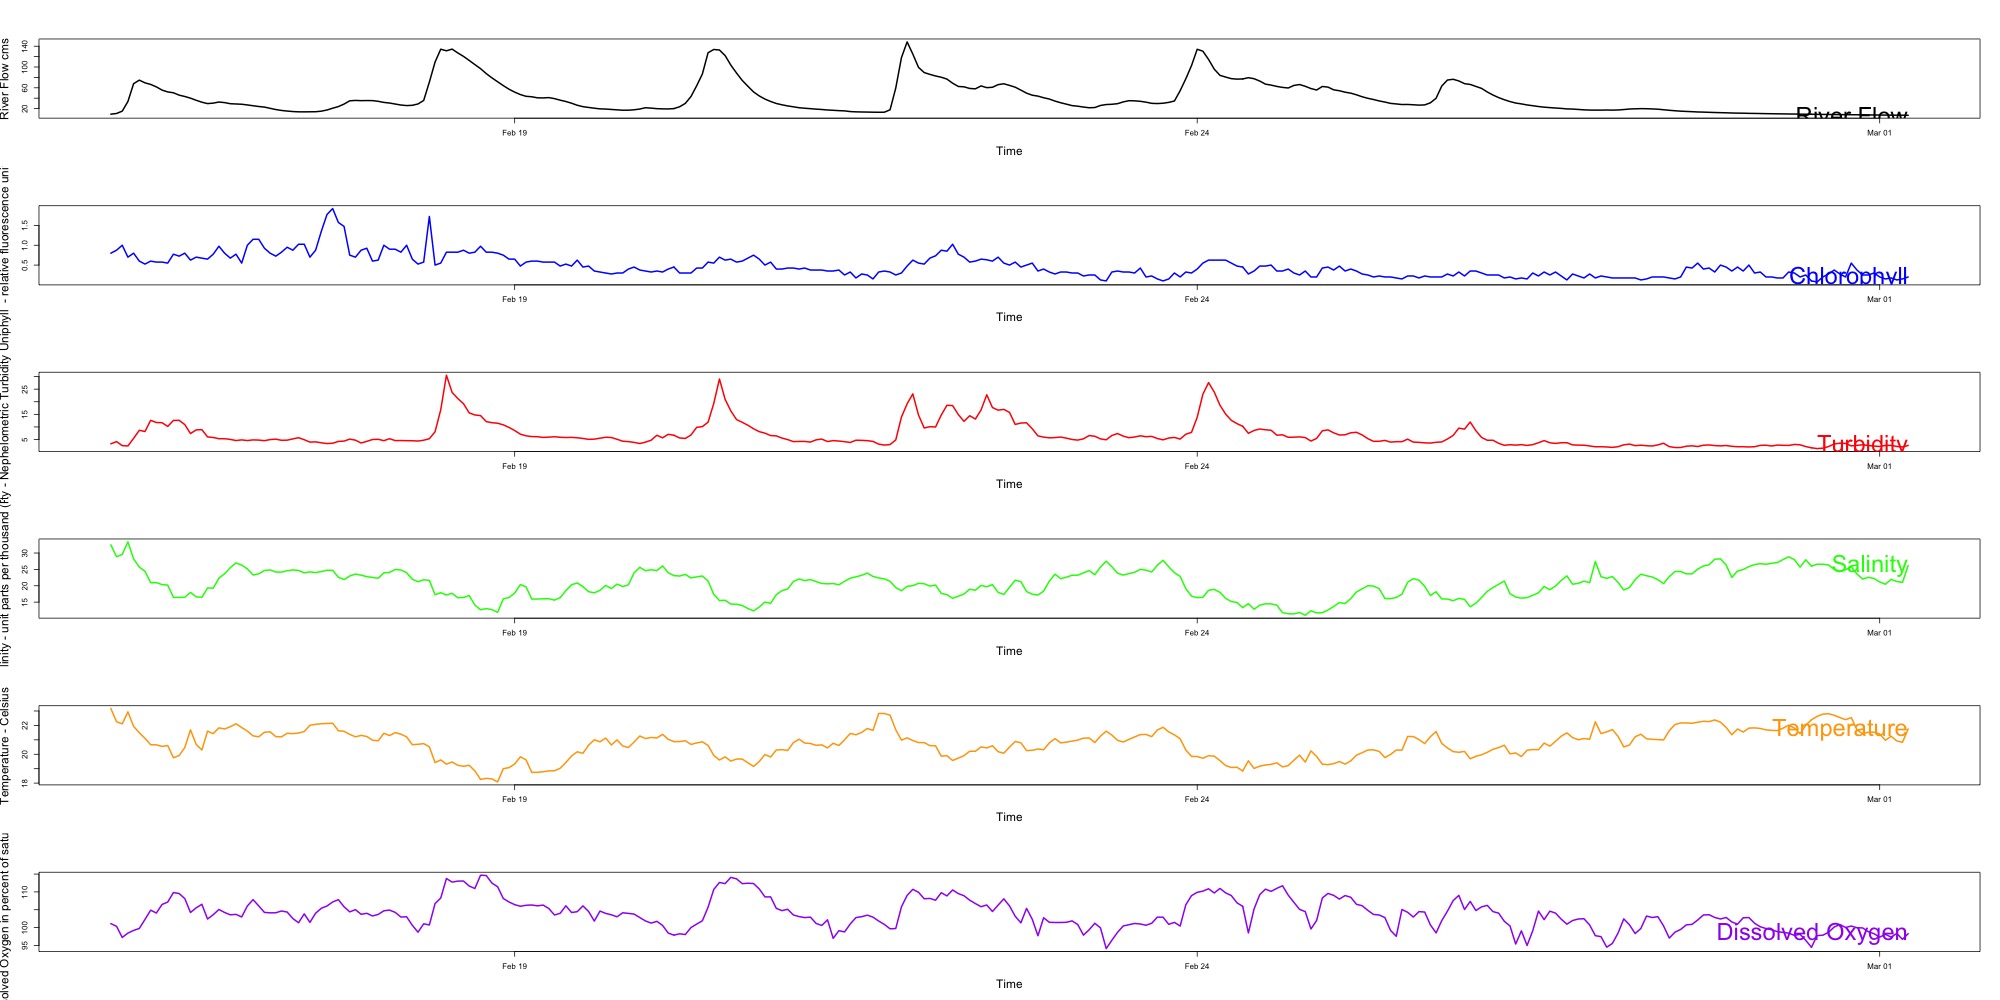 River Flow cms
140
100
60
20
River Flow
Feb 19
Feb 24
Mar 01
Time
- relative fluorescence uni
1.5
1.0
0.5
Chlorophyll
Feb 19
Feb 24
Mar 01
Time
Nephelometric Turbidity Uni
25
15
5
Turbidity
Feb 19
Feb 24
Mar 01
Time
linity - unit parts per thousand (
30
25
20
15
Salinity
Feb 19
Feb 24
Mar 01
Time
Temperature - Celsius
22
20
18
Temperature
Feb 19
Feb 24
Mar 01
Time
olved Oxygen in percent of satu
110
100
95
Dissolved Oxygen
Feb 19
Feb 24
Mar 01
Time